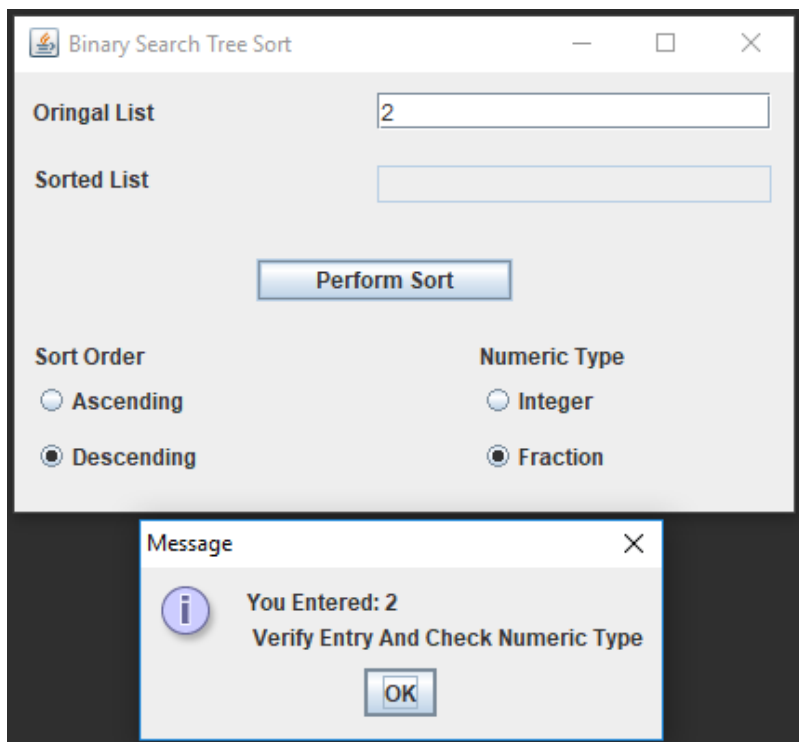 Binary Search Tree Sort
Oringal List 2
Sorted List
Perform Sort
Sort Order Numeric Type
Ascending Integer
Descending Fraction
Message
You Entered: 2
Verify Entry And Check Numeric Type
OK